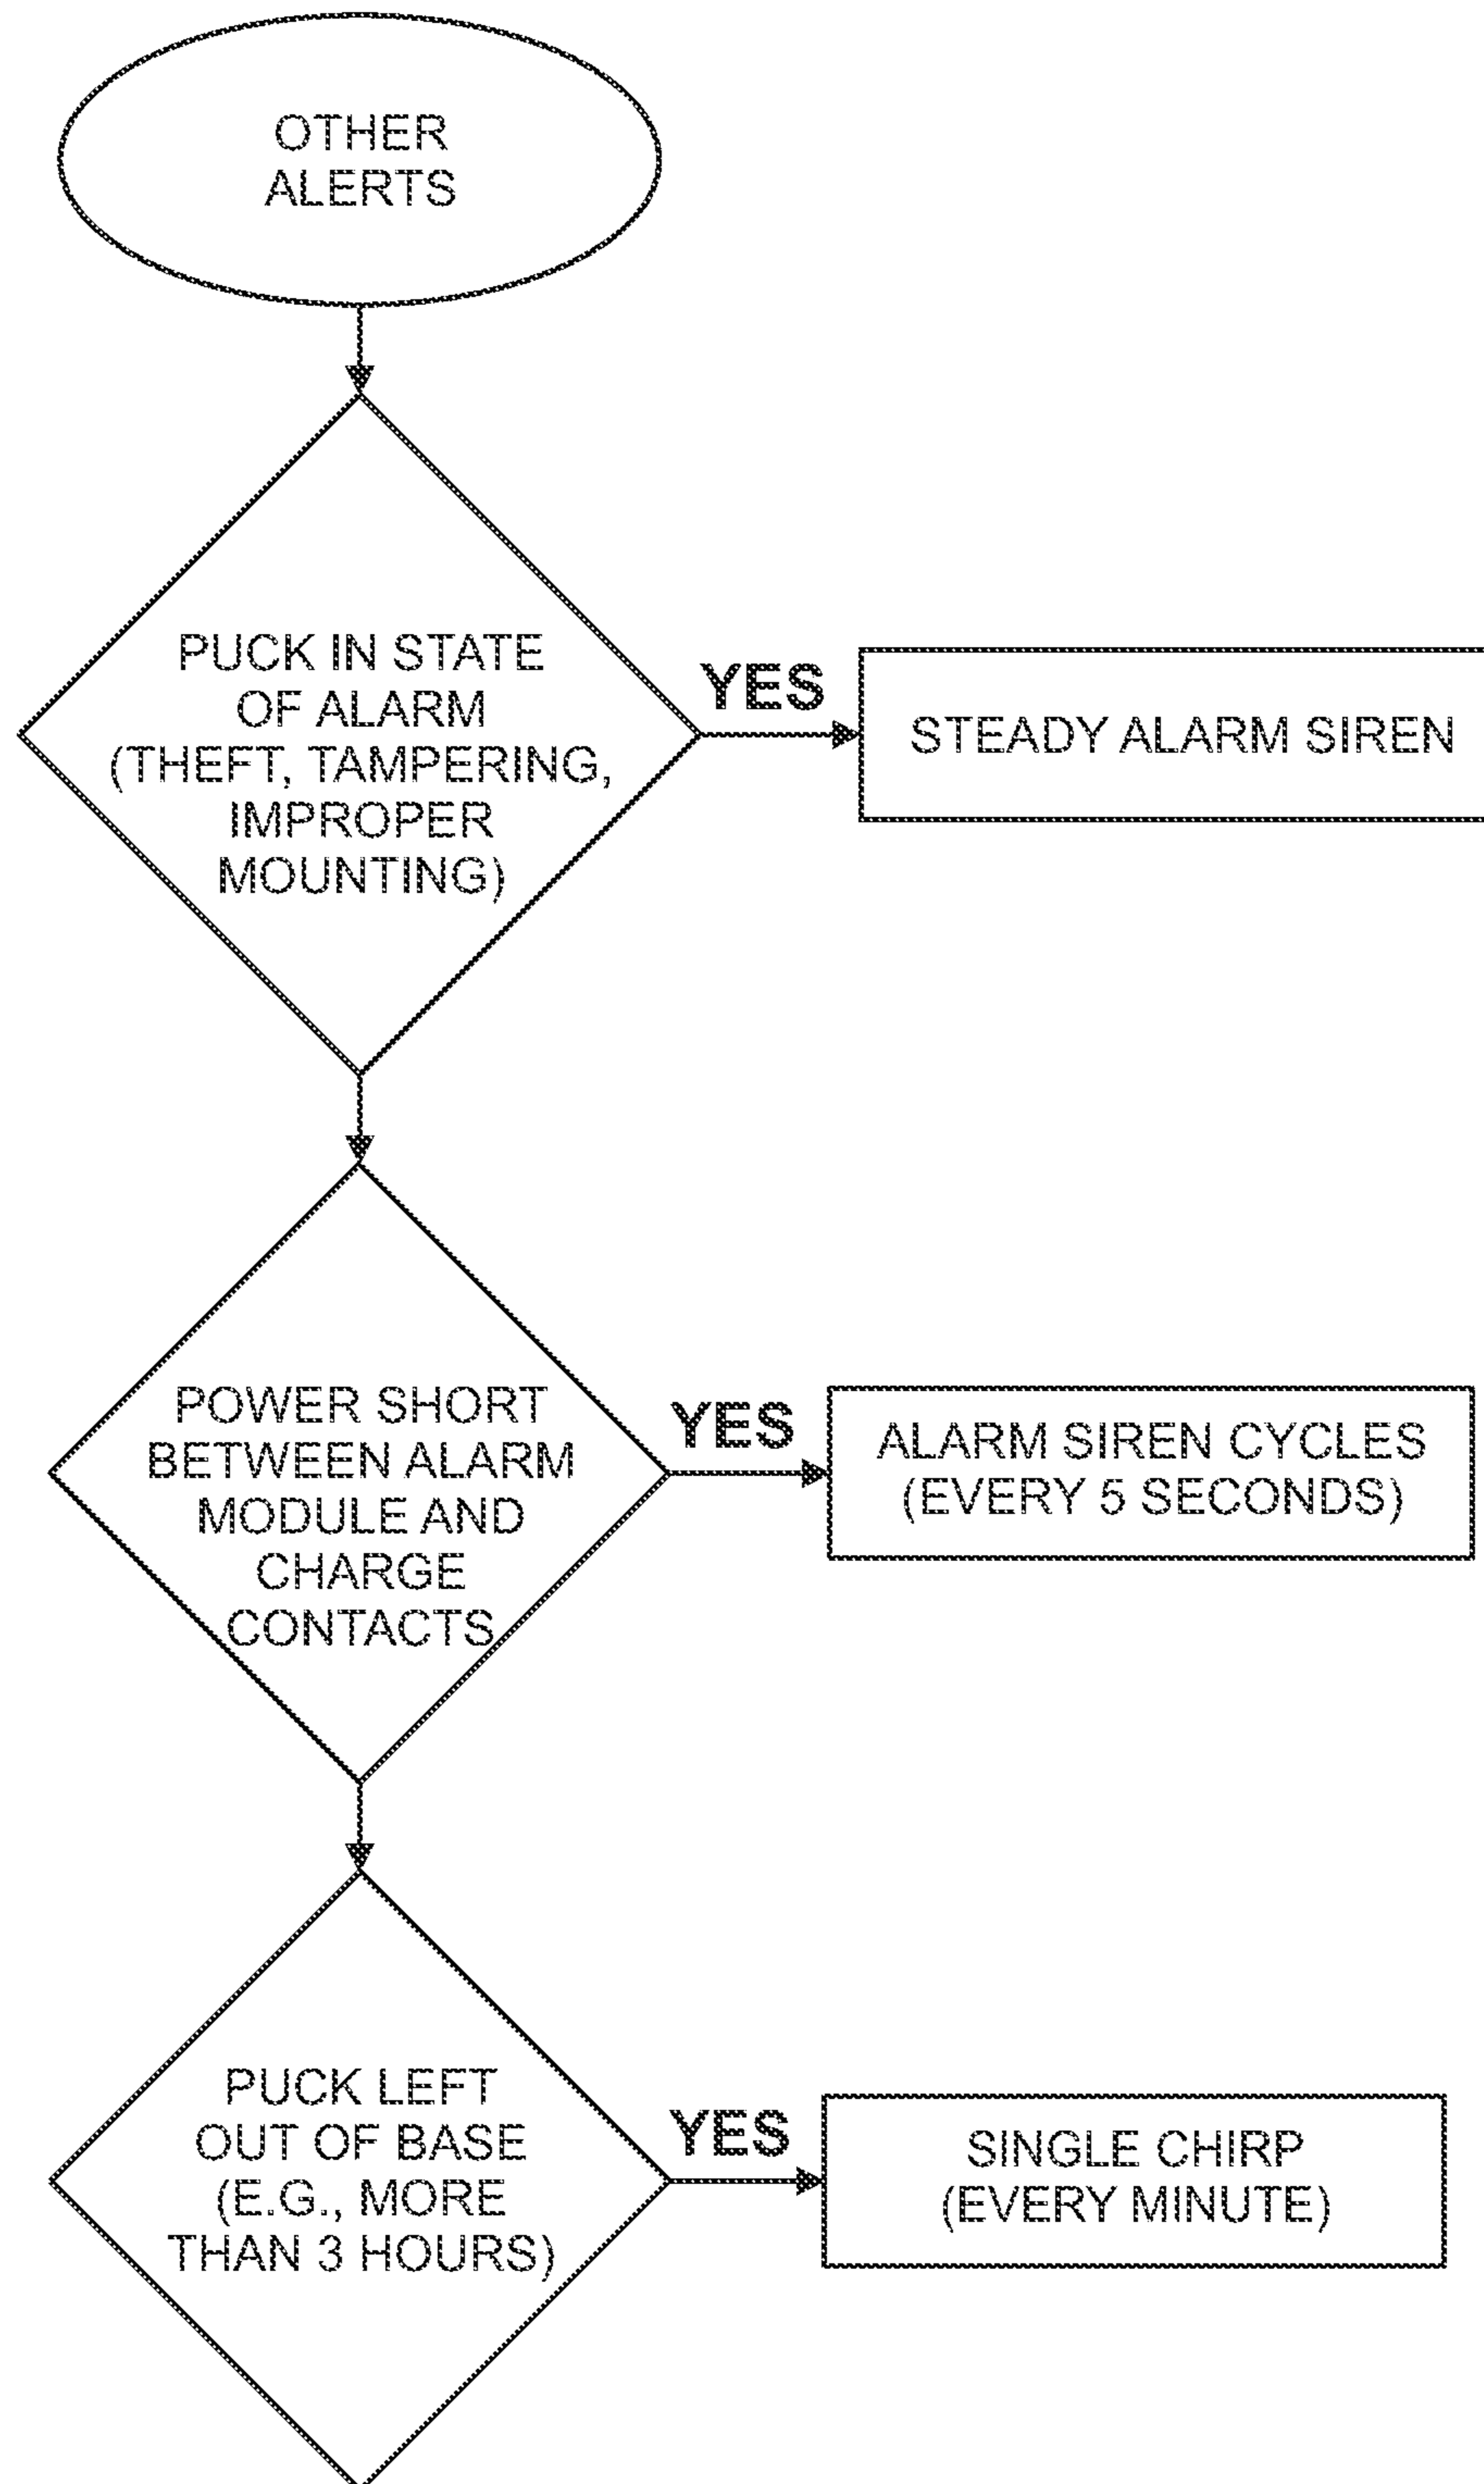 OTHER
ALERTS
PUCK IN STATE
OF ALARM
(THEFT, TAMPERING,
IMPROPER
MOUNTING)
YES
STEADY ALARM SIREN
POWER SHORT
BETWEEN ALARM
MODULE AND
CHARGE
CONTACTS
YES
ALARM SIREN CYCLES
(EVERY 5 SECONDS)
PUCK LEFT
OUT OF BASE
(E.G., MORE
THAN 3 HOURS)
YES
SINGLE CHIRP
(EVERY MINUTE)